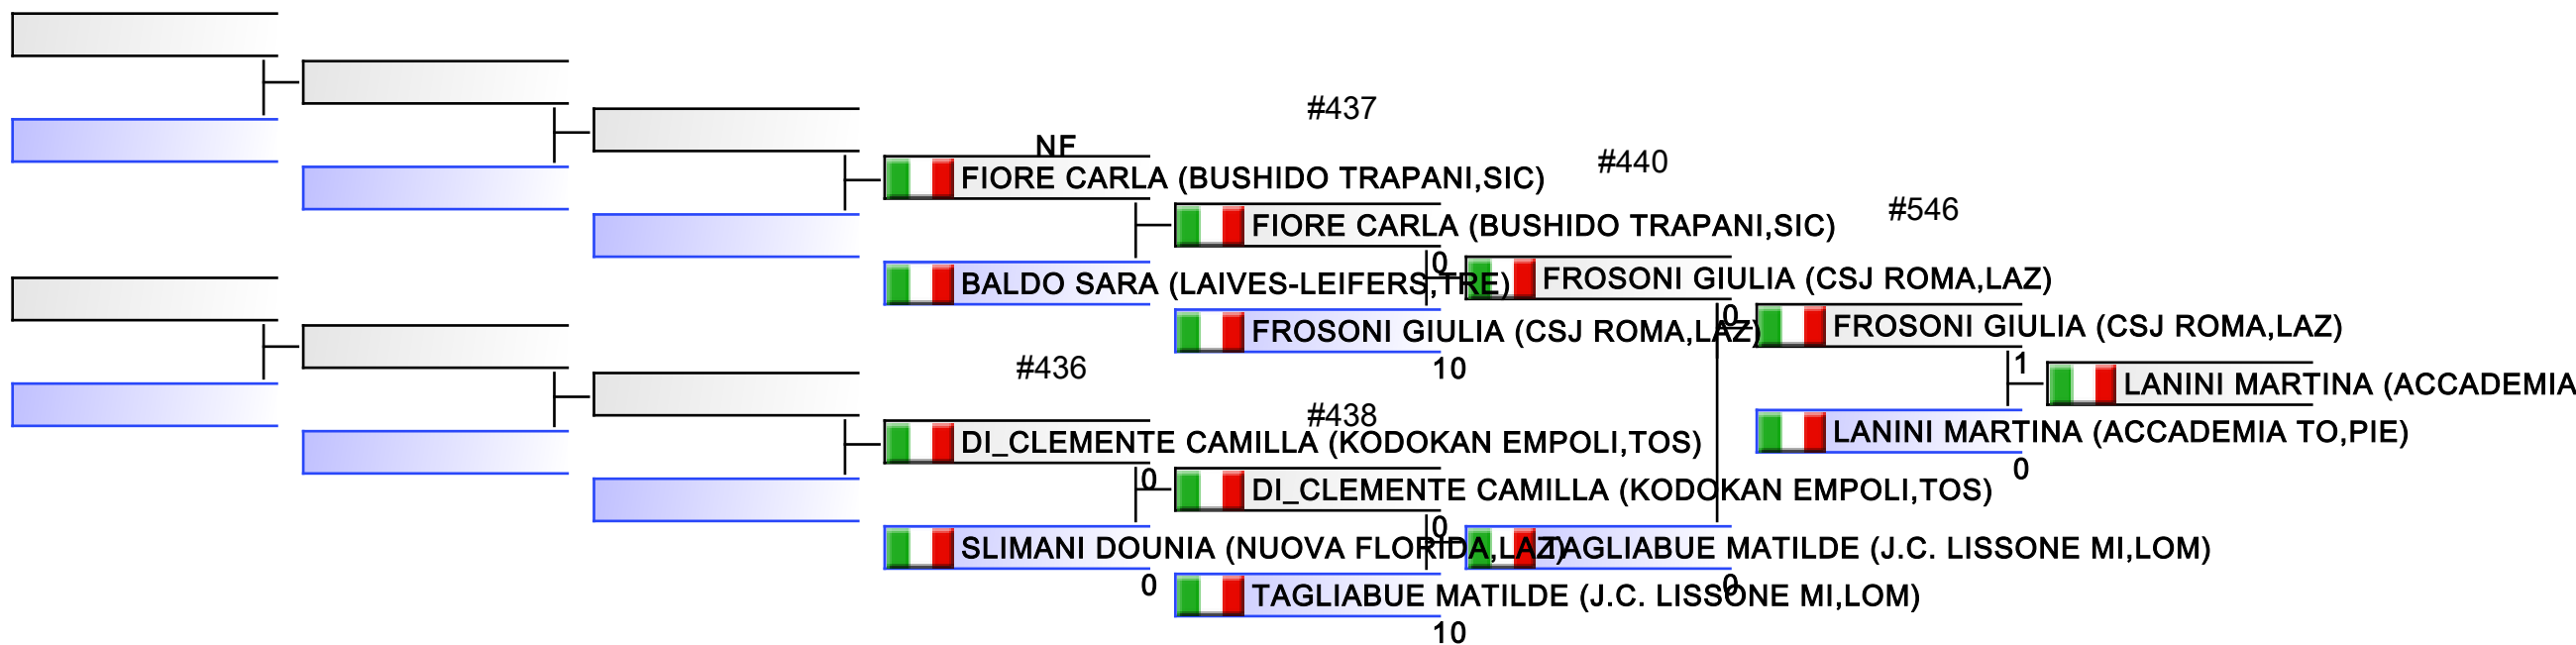 #437
NF
#440
FIORE CARLA (BUSHIDO TRAPANI,SIC)
#546
FIORE CARLA (BUSHIDO TRAPANI,SIC)
0
BALDO SARA (LAIVES-LEIFERS,TRE)
FROSONI GIULIA (CSJ ROMA,LAZ)
0
FROSONI GIULIA (CSJ ROMA,LAZ)
FROSONI GIULIA (CSJ ROMA,LAZ)
10
#436
1
LANINI MARTINA (ACCADEMIA
#438
DI_CLEMENTE CAMILLA (KODOKAN EMPOLI,TOS)
LANINI MARTINA (ACCADEMIA TO,PIE)
0
0
DI_CLEMENTE CAMILLA (KODOKAN EMPOLI,TOS)
0
SLIMANI DOUNIA (NUOVA FLORIDA,LAZ)
TAGLIABUE MATILDE (J.C. LISSONE MI,LOM)
0
0
TAGLIABUE MATILDE (J.C. LISSONE MI,LOM)
10